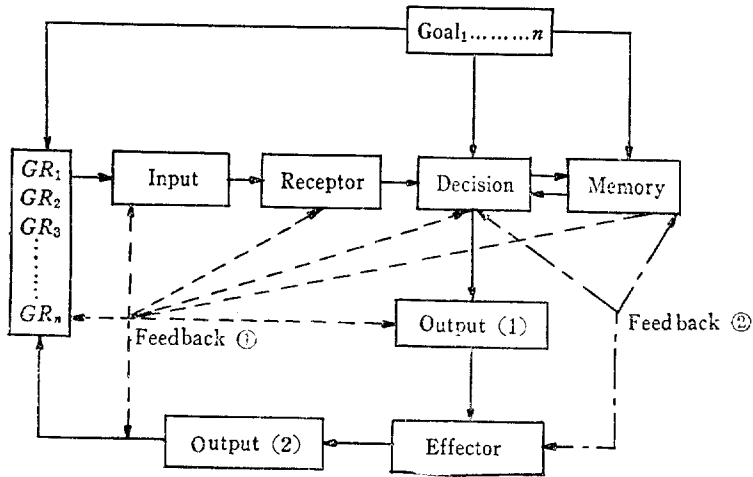 Goal₁.........n
GR₁
GR₂
GR₃
GRₙ
Input
Receptor
Decision
Memory
Output (1)
Feedback ①
Feedback ②
Output (2)
Effector